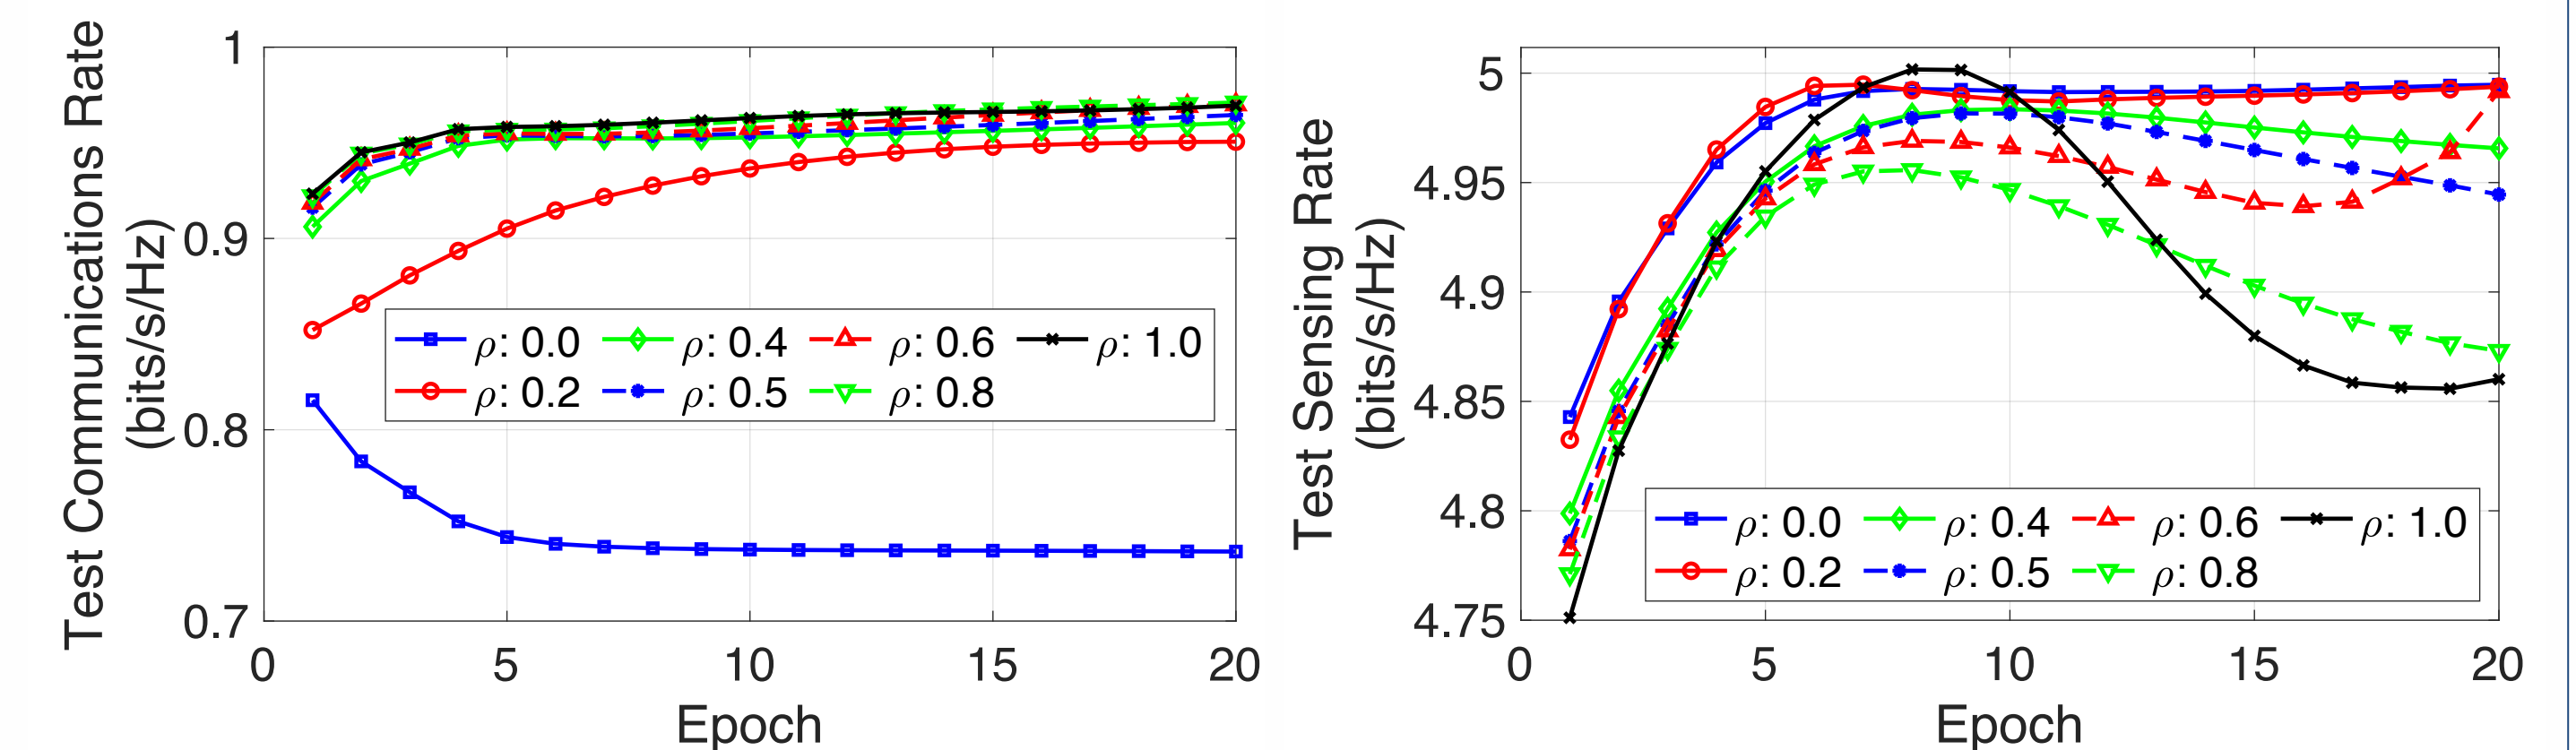 Test Communications Rate
(bits/s/Hz)
1
0.9
0.8
0.7
0 5 10 15 20
Epoch
ρ: 0.0 ρ: 0.4 ρ: 0.6 ρ: 1.0
ρ: 0.2 ρ: 0.5 ρ: 0.8
Test Sensing Rate
(bits/s/Hz)
5
4.95
4.9
4.85
4.8
4.75
0 5 10 15 20
Epoch
ρ: 0.0 ρ: 0.4 ρ: 0.6 ρ: 1.0
ρ: 0.2 ρ: 0.5 ρ: 0.8